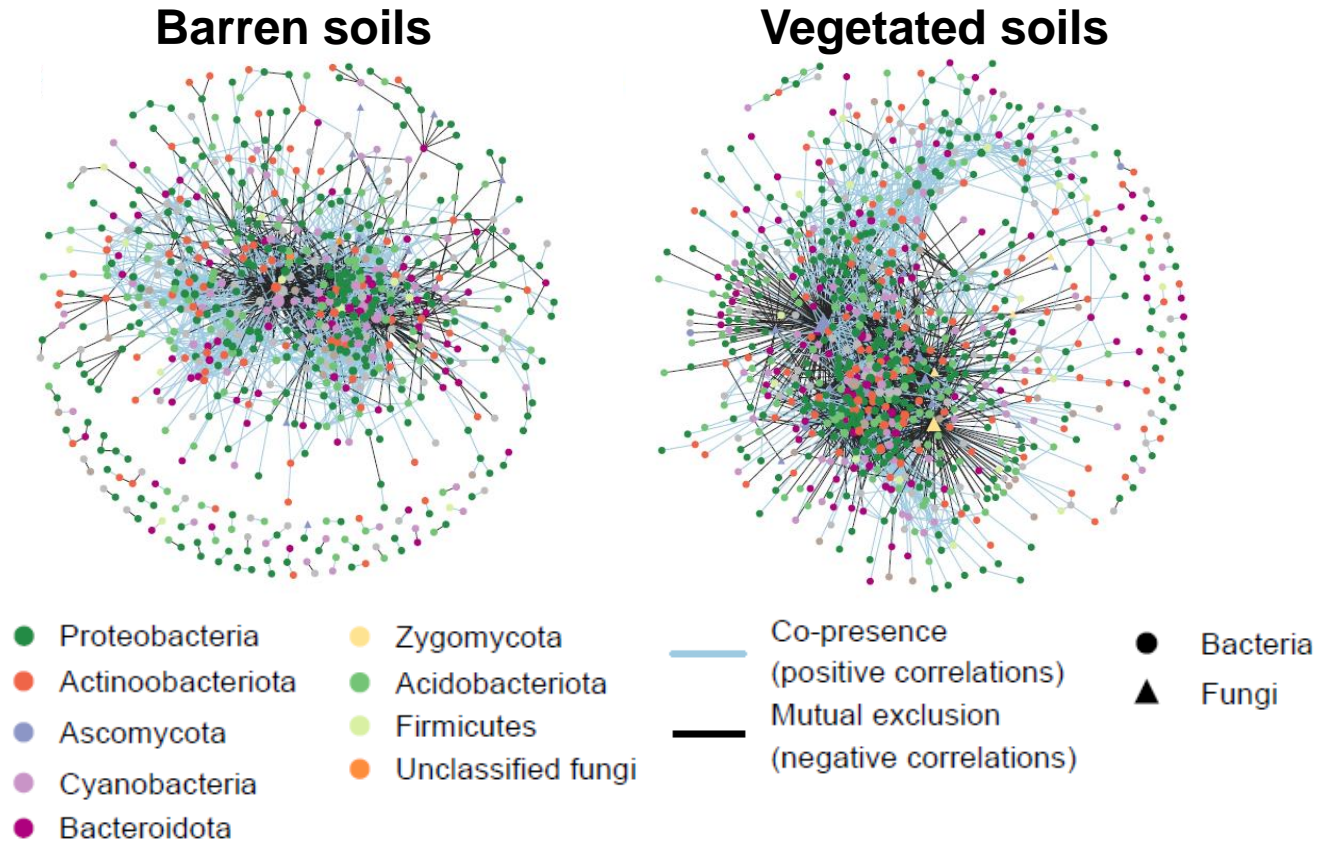 Barren soils
Vegetated soils
Proteobacteria
Actinoobacteriota
Ascomycota
Cyanobacteria
Bacteroidota
Zygomycota
Acidobacteriota
Firmicutes
Unclassified fungi
Co-presence
(positive correlations)
Mutual exclusion
(negative correlations)
Bacteria
Fungi